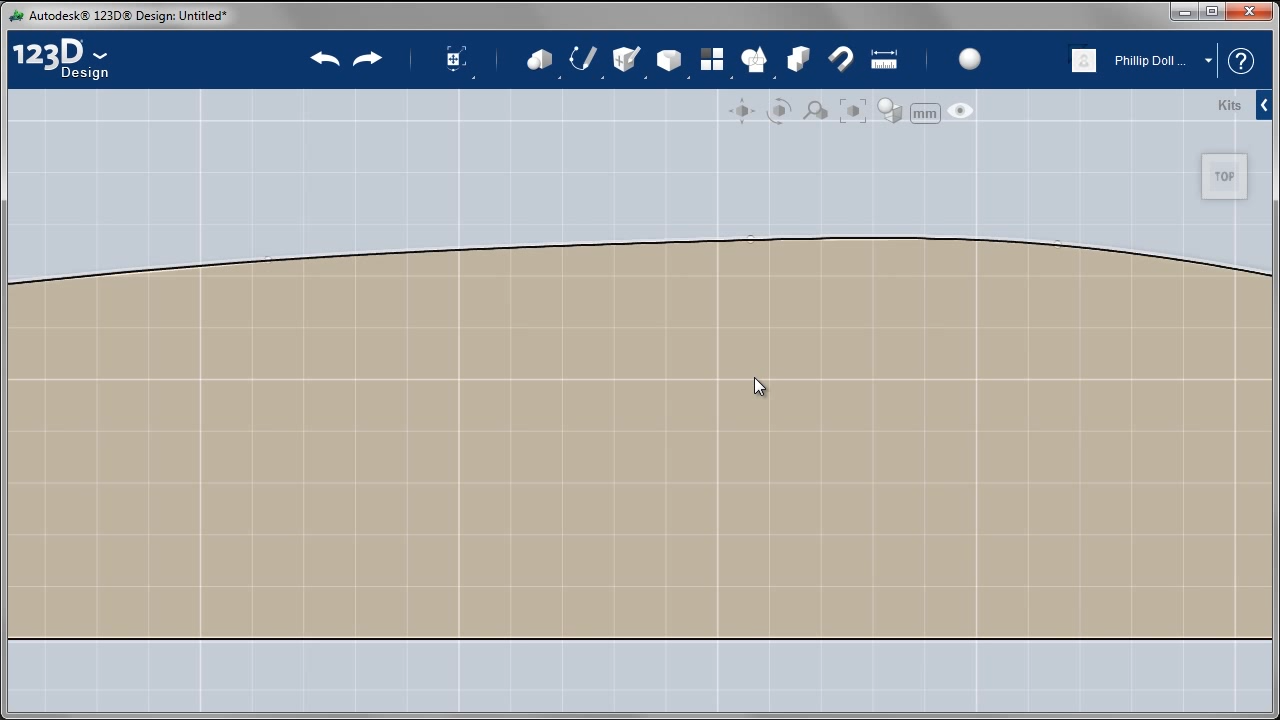 Autodesk® 123D® Design: Untitled*
123D
Design
Phillip Doll ...
?
mm
Kits
TOP